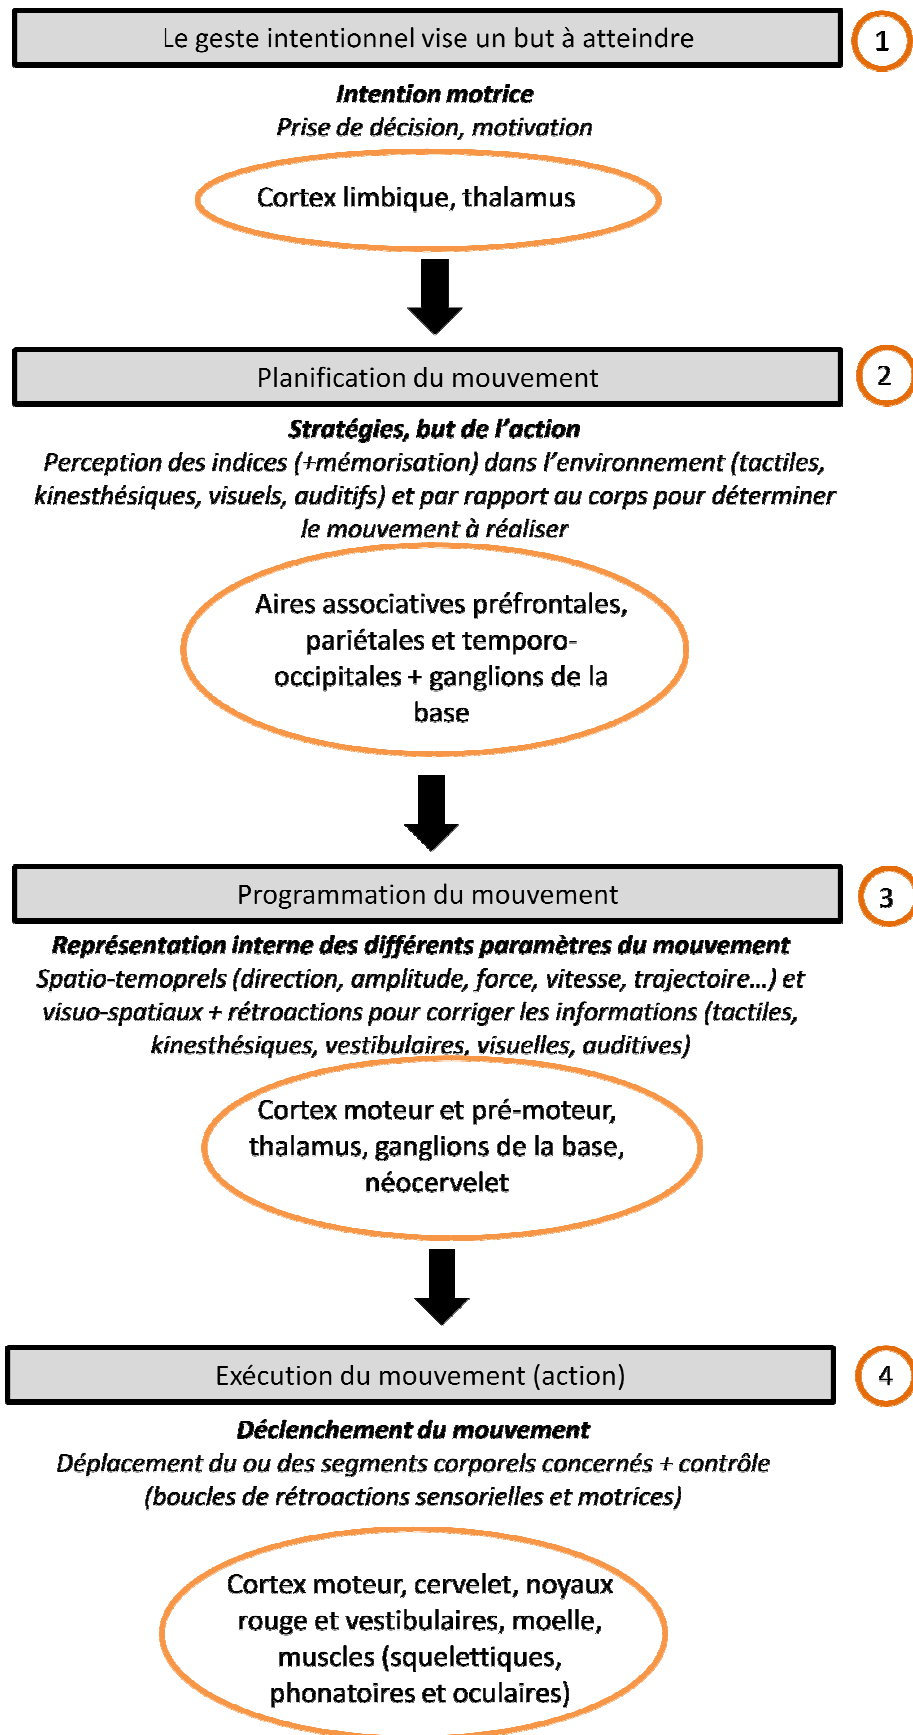 Le geste intentionnel vise un but à atteindre
1
Intention motrice
Prise de décision, motivation
Cortex limbique, thalamus
Planification du mouvement
2
Stratégies, but de l'action
Perception des indices (+mémorisation) dans l'environnement (tactiles,
kinesthésiques, visuels, auditifs) et par rapport au corps pour déterminer
le mouvement à réaliser
Aires associatives préfrontales,
pariétales et temporo-
occipitales + ganglions de la
base
Programmation du mouvement
3
Représentation interne des différents paramètres du mouvement
Spatio-temoprels (direction, amplitude, force, vitesse, trajectoire...) et
visuo-spatiaux + rétroactions pour corriger les informations (tactiles,
kinesthésiques, vestibulaires, visuelles, auditives)
Cortex moteur et pré-moteur,
thalamus, ganglions de la base,
néocervelet
Exécution du mouvement (action)
4
Déclenchement du mouvement
Déplacement du ou des segments corporels concernés + contrôle
(boucles de rétroactions sensorielles et motrices)
Cortex moteur, cervelet, noyaux
rouge et vestibulaires, moelle,
muscles (squelettiques,
phonatoires et oculaires)